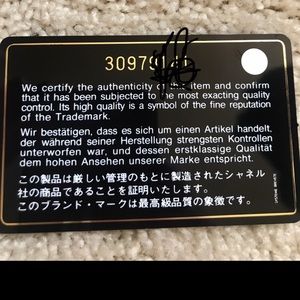 We certify the authenticity of the item and confirm
that it has been subjected to the most exacting quality
control. Its high quality is a symbol of the fine reputation
of the Trademark.
Wir bestätigen, dass es sich um einen Artikel handelt,
der während seiner Herstellung strengsten Kontrollen
unterworfen war, und dessen erstklassige Qualität
dem hohen Ansehen unserer Marke entspricht.
この製品は厳しい管理のもとに製造されたシャネル
社の商品であることを証明いたします。
このブランド・マークは最高級品質の象徴です。